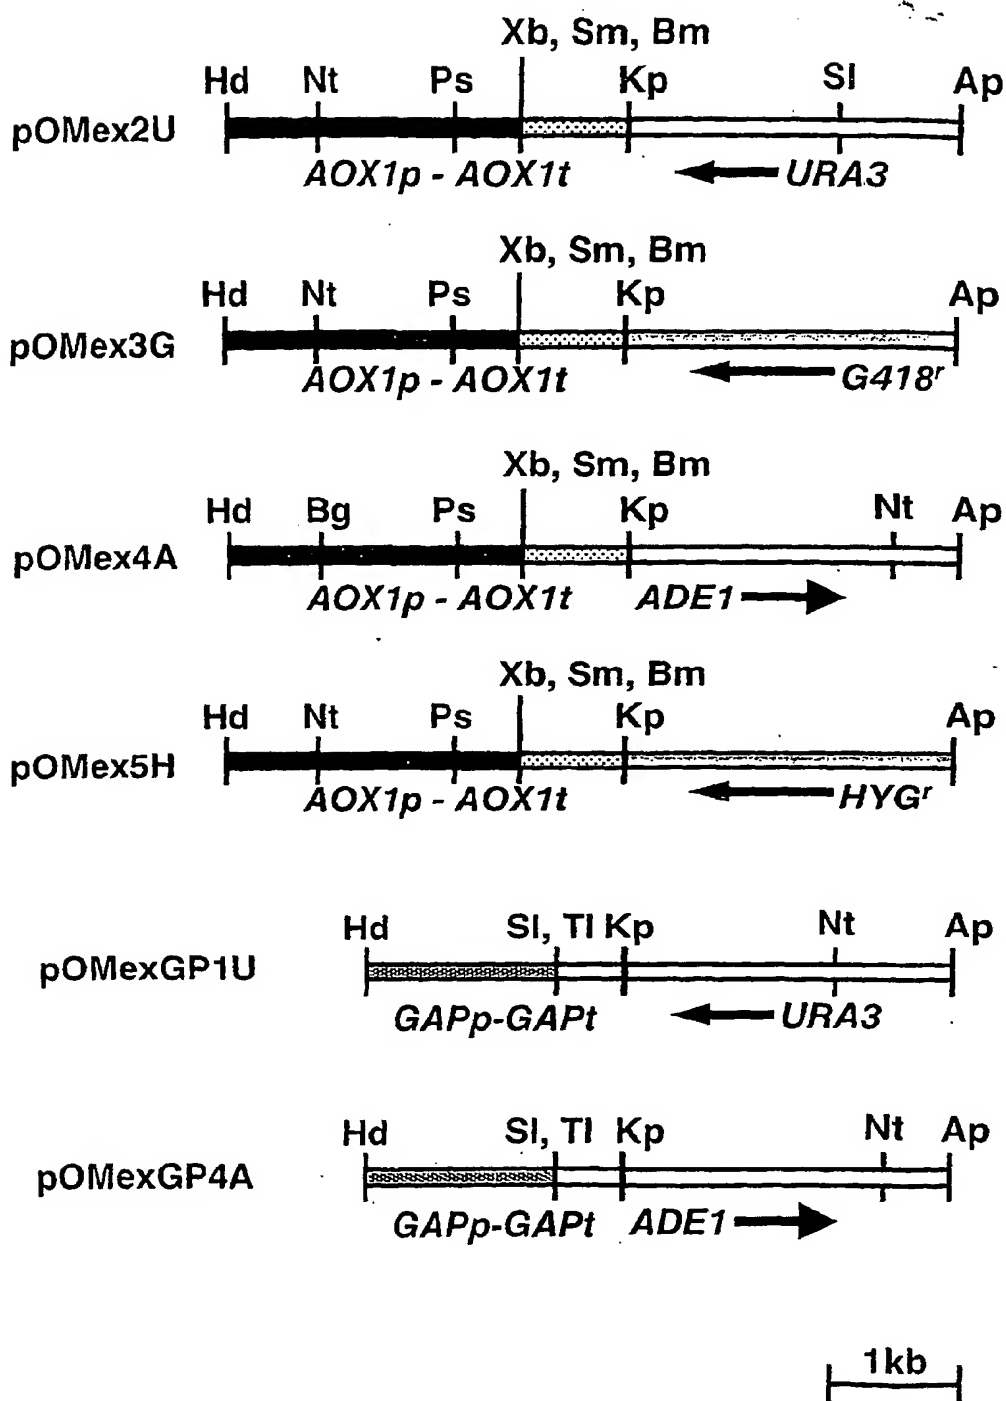 Xb, Sm, Bm
Hd Nt Ps Kp Sl Ap
pOMex2U
AOX1p - AOX1t URA3
Xb, Sm, Bm
Hd Nt Ps Kp Ap
pOMex3G
AOX1p - AOX1t G418r
Xb, Sm, Bm
Hd Bg Ps Kp Nt Ap
pOMex4A
AOX1p - AOX1t ADE1
Xb, Sm, Bm
Hd Nt Ps Kp Ap
pOMex5H
AOX1p - AOX1t HYGr
Hd Sl, Tl Kp Nt Ap
pOMexGP1U
GAPp-GAPt URA3
Hd Sl, Tl Kp Nt Ap
pOMexGP4A
GAPp-GAPt ADE1
1kb